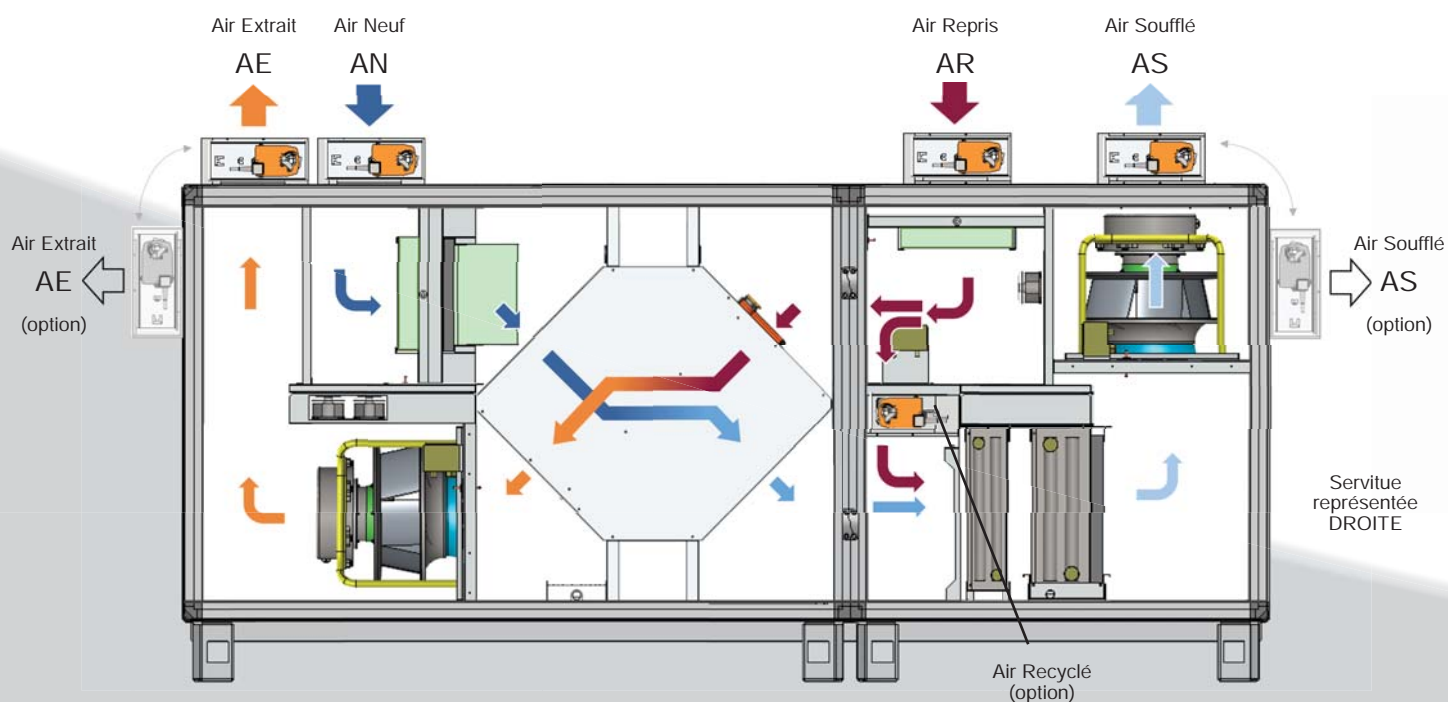 Air Extrait
AE
Air Neuf
AN
Air Repris
AR
Air Soufflé
AS
Air Extrait
AE
(option)
Air Soufflé
AS
(option)
Servitue
représentée
DROITE
Air Recyclé
(option)